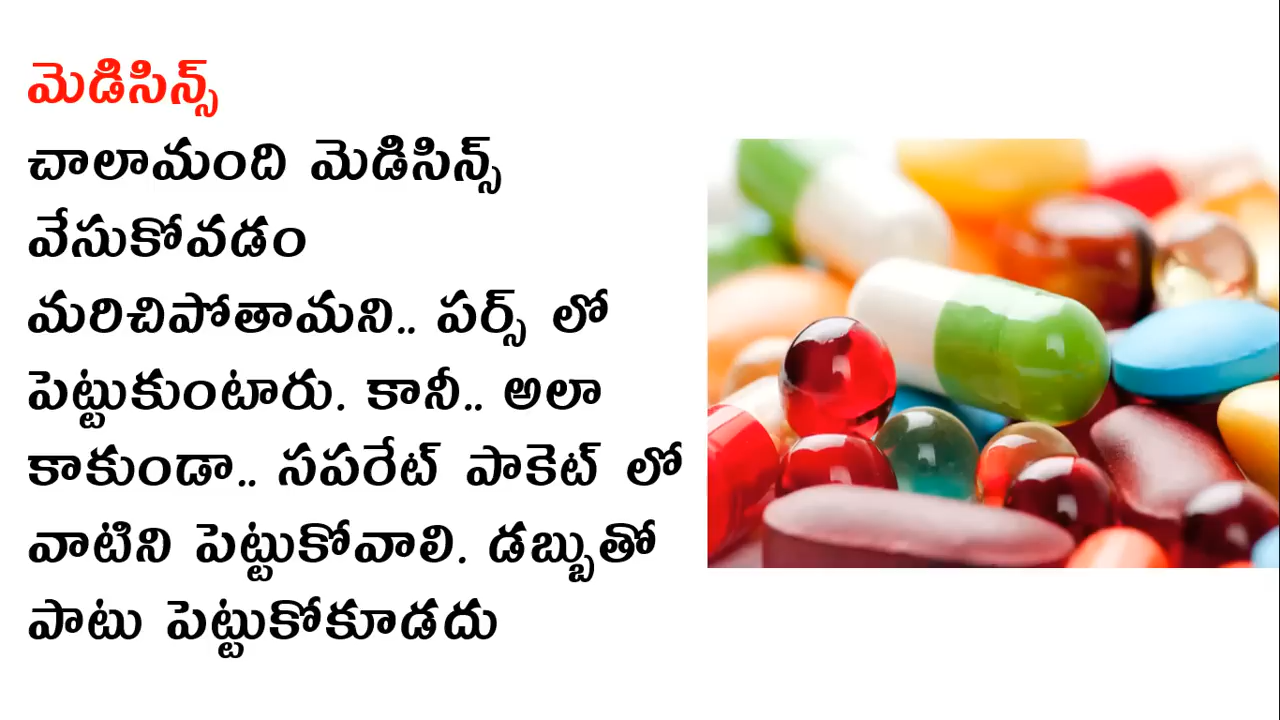 మెడిసిన్స్
చాలామంది మెడిసిన్స్
వేసుకోవడం
మరిచిపోతామని.. పర్స్ లో
పెట్టుకుంటారు. కానీ.. అలా
కాకుండా.. సపరేట్ పాకెట్ లో
వాటిని పెట్టుకోవాలి. డబ్బుతో
పాటు పెట్టుకోకూడదు